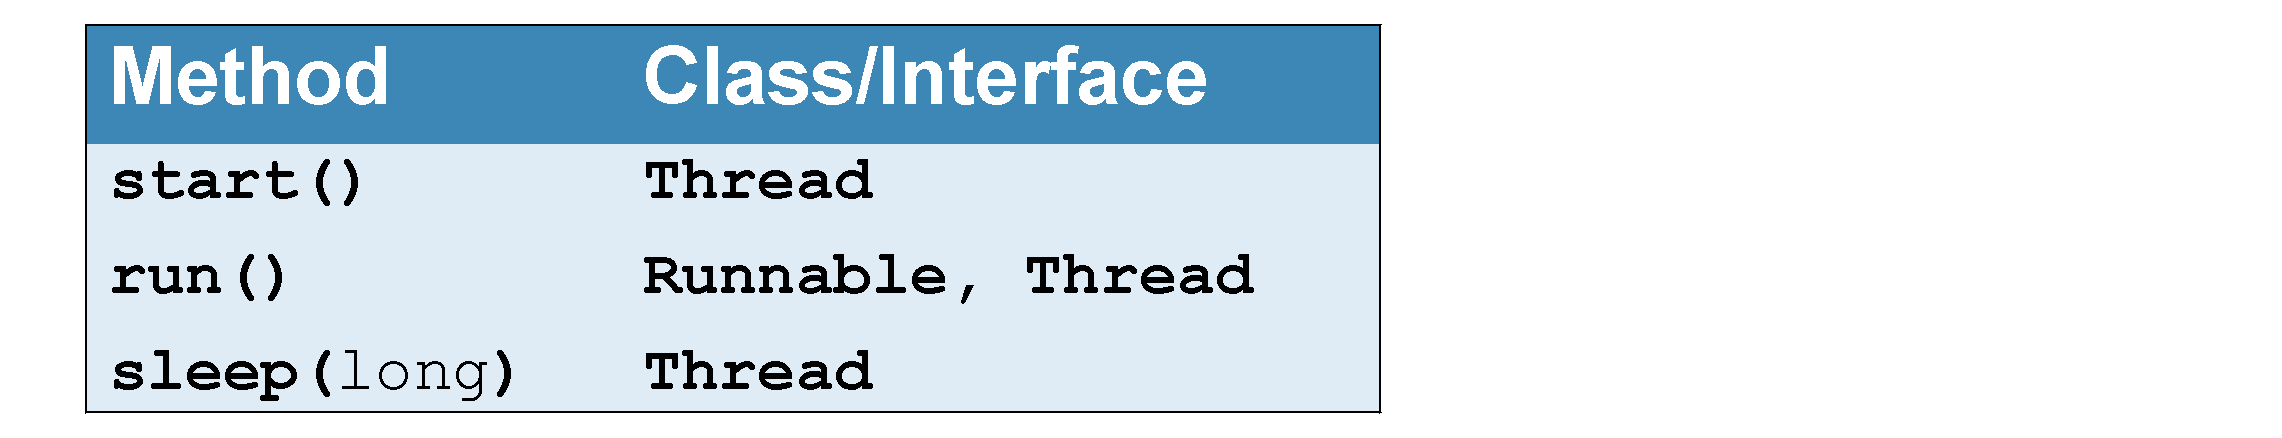 Method Class/Interface
start() Thread
run() Runnable, Thread
sleep(long) Thread